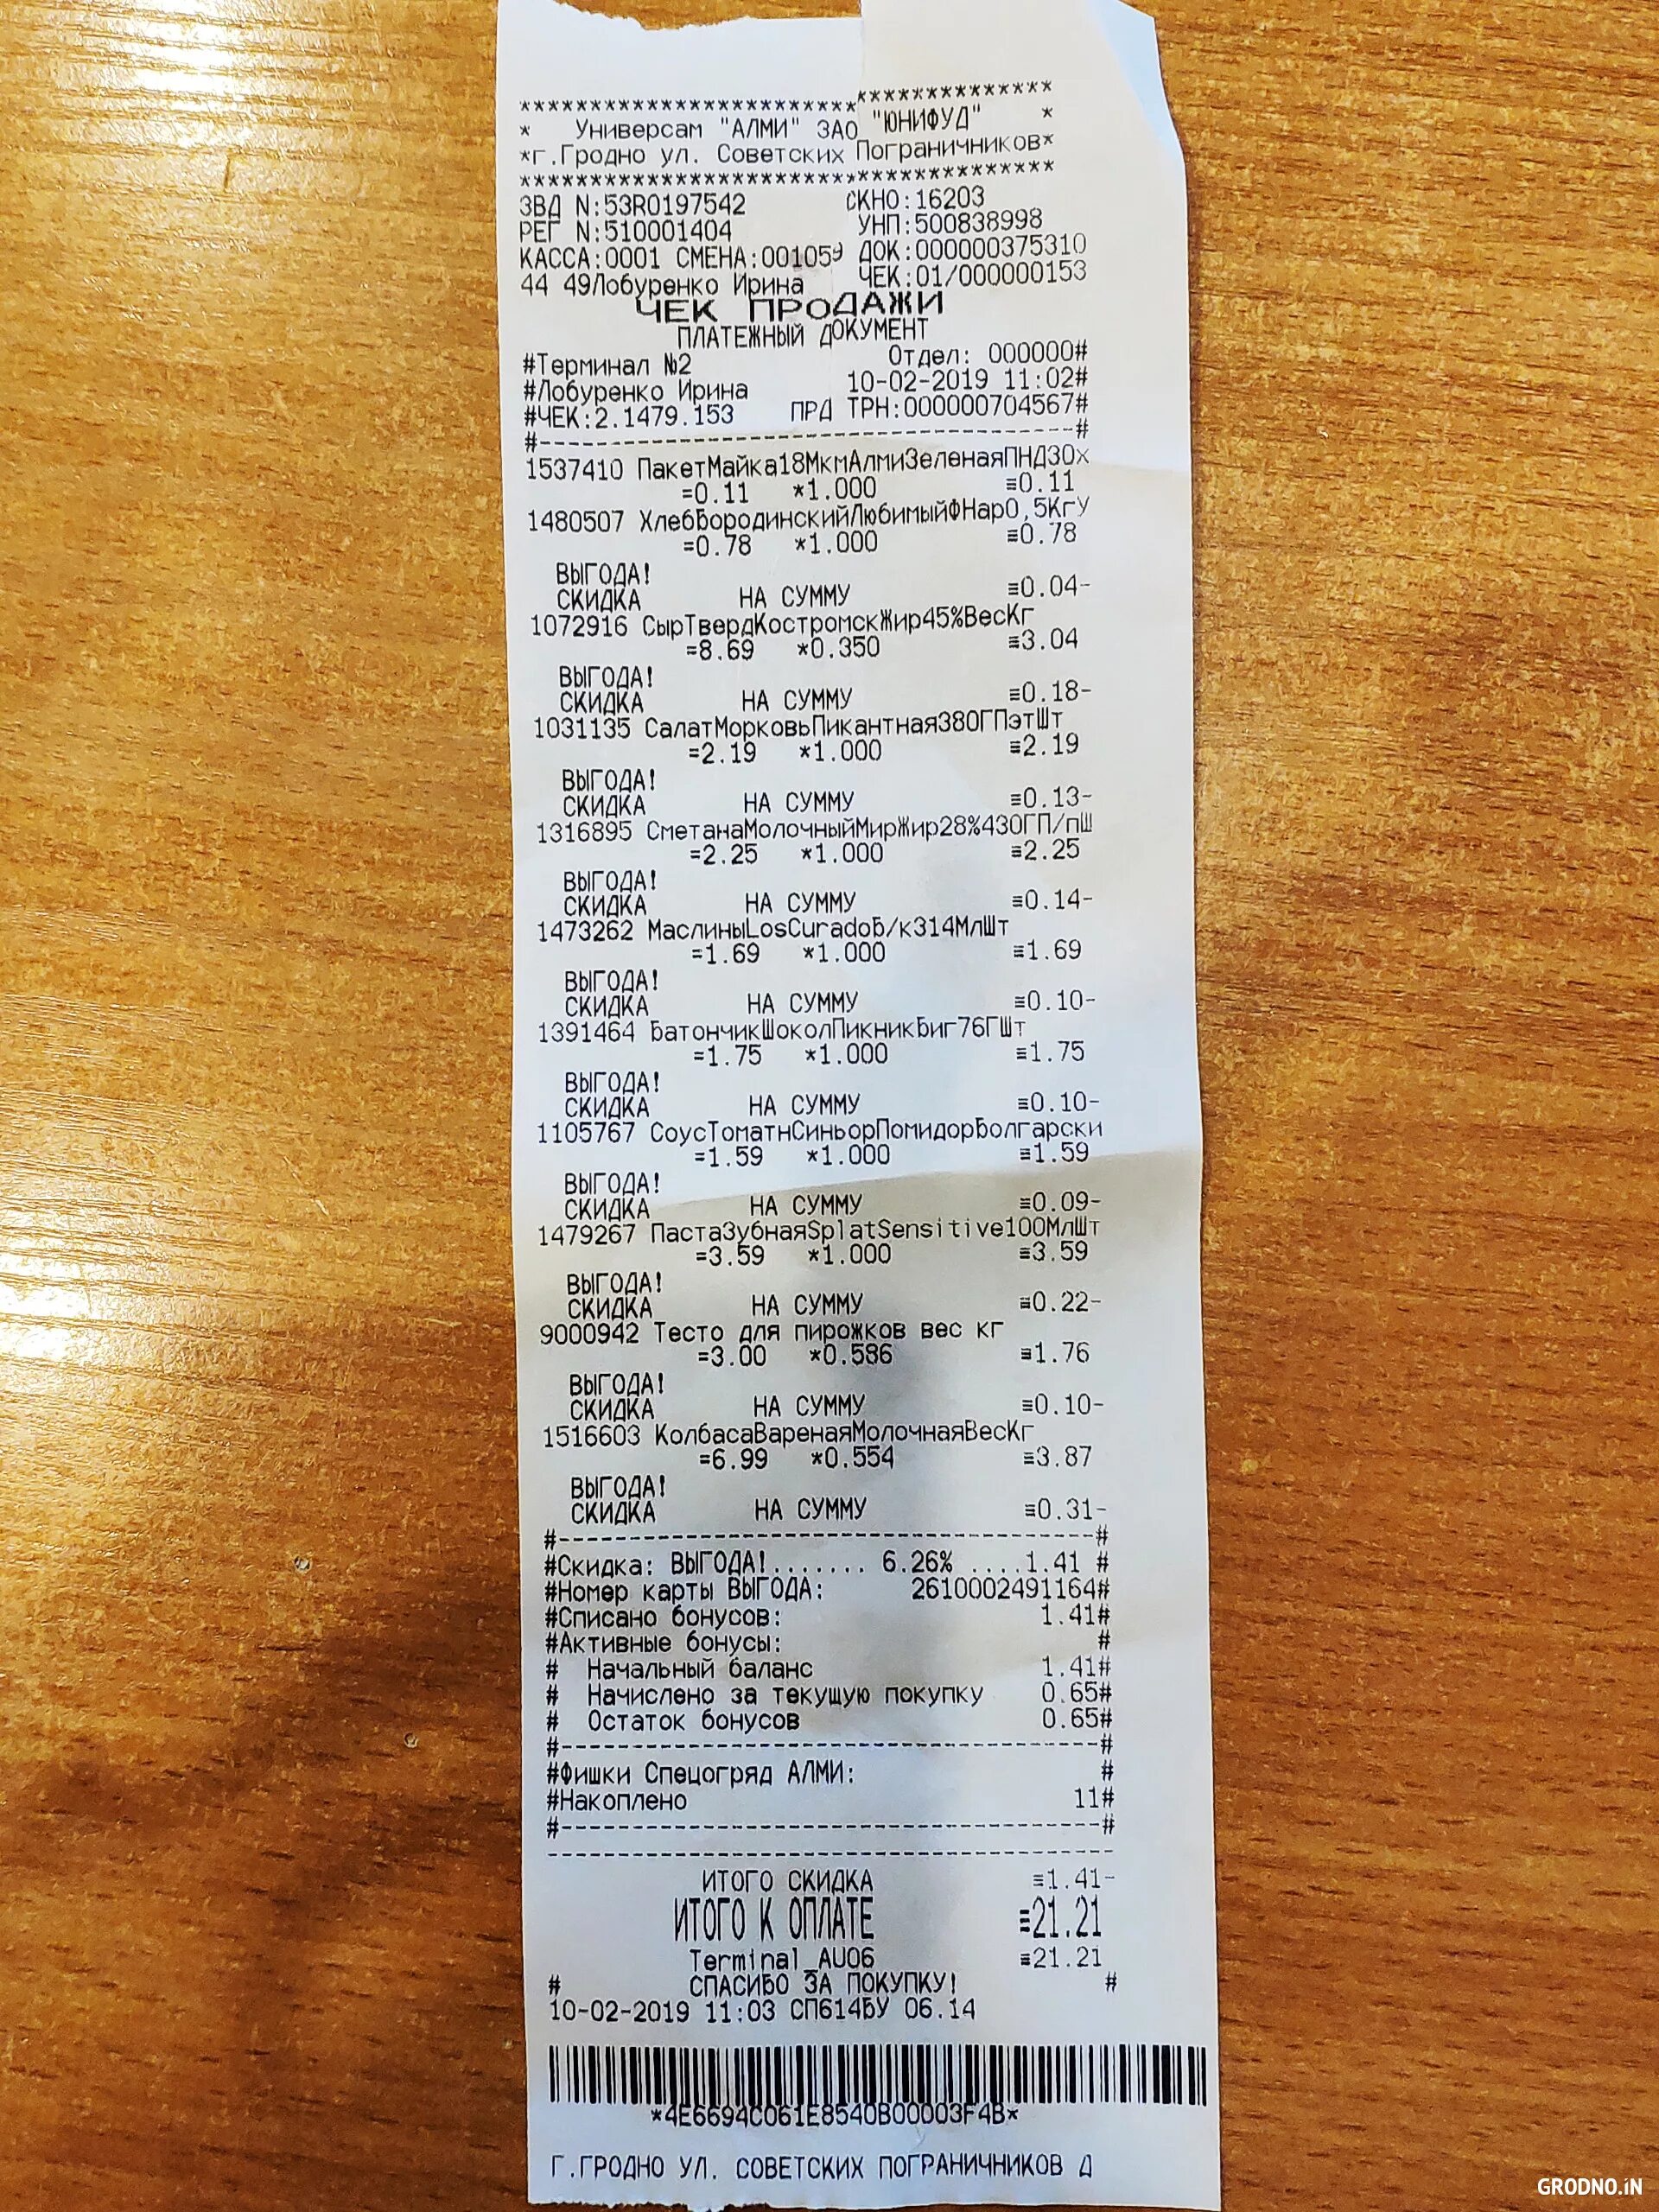 **************************************
* Универсам "АЛМИ" ЗАО "ЮНИФУД" *
*г.Гродно ул. Советских Пограничников*
**************************************
ЗВД N:53R0197542 СКНО:16203
РЕГ N:510001404 УНП:500838998
КАССА:0001 СМЕНА:001059 ДОК:000000375310
44 49Лобуренко Ирина ЧЕК:01/000000153
ЧЕК ПРОДАЖИ
ПЛАТЕЖНЫЙ ДОКУМЕНТ
#Терминал №2 Отдел: 000000#
#Лобуренко Ирина 10-02-2019 11:02#
#ЧЕК:2.1479.153 ПРД ТРН:000000704567#
#--------------------------------------#
1537410 ПакетМайка18МкмАлмиЗеленаяПНД30х
=0.11 *1.000 ≡0.11
1480507 ХлебБородинскийЛюбимыйФНар0,5КгУ
=0.78 *1.000 ≡0.78
ВЫГОДА!
СКИДКА НА СУММУ ≡0.04-
1072916 СырТвердКостромскЖир45%ВесКг
=8.69 *0.350 ≡3.04
ВЫГОДА!
СКИДКА НА СУММУ ≡0.18-
1031135 СалатМорковьПикантная380ГПэтШт
=2.19 *1.000 ≡2.19
ВЫГОДА!
СКИДКА НА СУММУ ≡0.13-
1316895 СметанаМолочныйМирЖир28%430ГП/пШ
=2.25 *1.000 ≡2.25
ВЫГОДА!
СКИДКА НА СУММУ ≡0.14-
1473262 МаслиныLosCuradoБ/к314МлШт
=1.69 *1.000 ≡1.69
ВЫГОДА!
СКИДКА НА СУММУ ≡0.10-
1391464 БатончикШоколПикникБиг76ГШт
=1.75 *1.000 ≡1.75
ВЫГОДА!
СКИДКА НА СУММУ ≡0.10-
1105767 СоусТоматнСиньорПомидорБолгарски
=1.59 *1.000 ≡1.59
ВЫГОДА!
СКИДКА НА СУММУ ≡0.09-
1479267 ПастаЗубнаяSplatSensitive100МлШт
=3.59 *1.000 ≡3.59
ВЫГОДА!
СКИДКА НА СУММУ ≡0.22-
9000942 Тесто для пирожков вес кг
=3.00 *0.586 ≡1.76
ВЫГОДА!
СКИДКА НА СУММУ ≡0.10-
1516603 КолбасаВаренаяМолочнаяВесКг
=6.99 *0.554 ≡3.87
ВЫГОДА!
СКИДКА НА СУММУ ≡0.31-
#--------------------------------------#
#Скидка: ВЫГОДА!....... 6.26% ....1.41 #
#Номер карты ВЫГОДА: 2610002491164#
#Списано бонусов: 1.41#
#Активные бонусы: #
# Начальный баланс 1.41#
# Начислено за текущую покупку 0.65#
# Остаток бонусов 0.65#
#--------------------------------------#
#Фишки Спецогряд АЛМИ: #
#Накоплено 11#
#--------------------------------------#
----------------------------------------
ИТОГО СКИДКА ≡1.41-
ИТОГО К ОПЛАТЕ ≡21.21
Terminal_AU06 ≡21.21
# СПАСИБО ЗА ПОКУПКУ! #
10-02-2019 11:03 СП614БУ 06.14
*4E6694C061E8540B00003F4B*
Г.ГРОДНО УЛ. СОВЕТСКИХ ПОГРАНИЧНИКОВ Д
GRODNO.iN